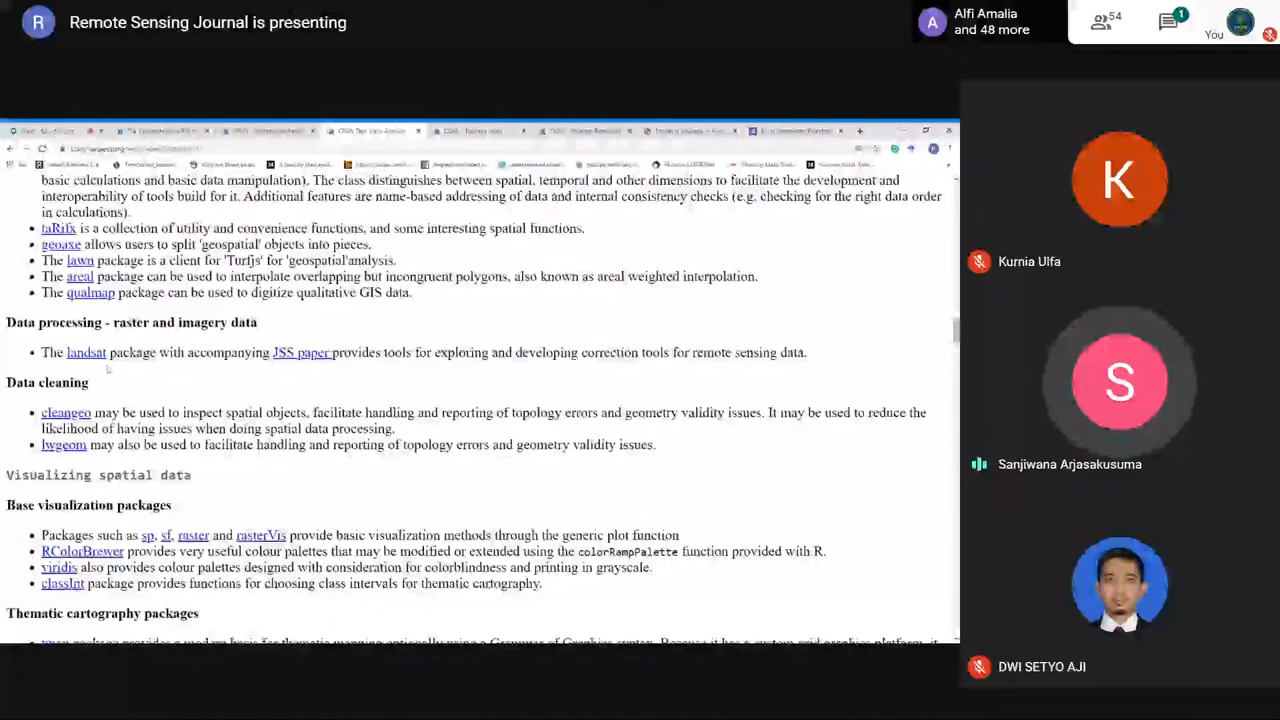 R Remote Sensing Journal is presenting
A Alfi Amalia
and 48 more
54
1
You
basic calculations and basic data manipulation). The class distinguishes between spatial, temporal and other dimensions to facilitate the development and
interoperability of tools build for it. Additional features are name-based addressing of data and internal consistency checks (e.g. checking for the right data order
in calculations).
• taRifx is a collection of utility and convenience functions, and some interesting spatial functions.
• geoaxe allows users to split 'geospatial' objects into pieces.
• The lawn package is a client for 'Turfjs' for 'geospatial'analysis.
• The areal package can be used to interpolate overlapping but incongruent polygons, also known as areal weighted interpolation.
• The qualmap package can be used to digitize qualitative GIS data.
Data processing - raster and imagery data
• The landsat package with accompanying JSS paper provides tools for exploring and developing correction tools for remote sensing data.
Data cleaning
• cleangeo may be used to inspect spatial objects, facilitate handling and reporting of topology errors and geometry validity issues. It may be used to reduce the
likelihood of having issues when doing spatial data processing.
• lwgeom may also be used to facilitate handling and reporting of topology errors and geometry validity issues.
Visualizing spatial data
Base visualization packages
• Packages such as sp, sf, raster and rasterVis provide basic visualization methods through the generic plot function
• RColorBrewer provides very useful colour palettes that may be modified or extended using the colorRampPalette function provided with R.
• viridis also provides colour palettes designed with consideration for colorblindness and printing in grayscale.
• classInt package provides functions for choosing class intervals for thematic cartography.
Thematic cartography packages
K
Kurnia Ulfa
S
Sanjiwana Arjasakusuma
DWI SETYO AJI